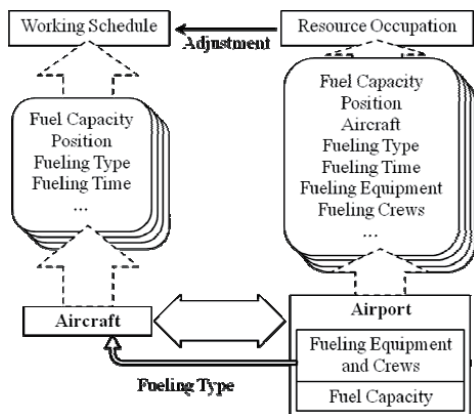 Working Schedule
Adjustment
Resource Occupation
Fuel Capacity
Position
Fueling Type
Fueling Time
...
Fuel Capacity
Position
Aircraft
Fueling Type
Fueling Time
Fueling Equipment
Fueling Crews
...
Aircraft
Airport
Fueling Equipment
and Crews
Fuel Capacity
Fueling Type